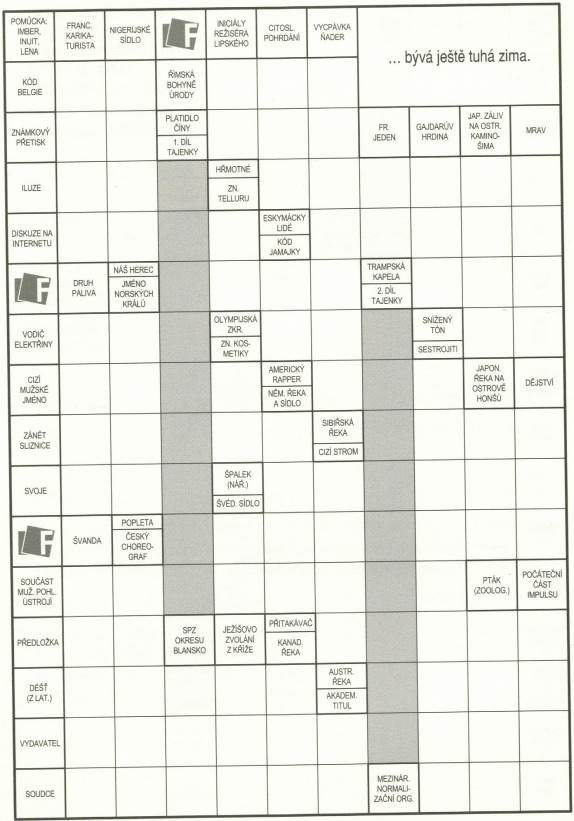 POMŮCKA:
IMBER,
INUIT,
LENA
FRANC.
KARIKA-
TURISTA
NIGERIJSKÉ
SÍDLO
F
INICIÁLY
REŽISÉRA
LIPSKÉHO
CITOSL.
POHRDÁNÍ
VYCPÁVKA
ŇADER
... bývá ještě tuhá zima.
KÓD
BELGIE
ŘÍMSKÁ
BOHYNĚ
ÚRODY
ZNÁMKOVÝ
PŘETISK
PLATIDLO
ČÍNY
1. DÍL
TAJENKY
FR.
JEDEN
GAJDARŮV
HRDINA
JAP. ZÁLIV
NA OSTR.
KAMINO-
ŠIMA
MRAV
ILUZE
HŘMOTNÉ
ZN.
TELLURU
DISKUZE NA
INTERNETU
ESKYMÁCKY
LIDÉ
KÓD
JAMAJKY
F
DRUH
PALIVA
NÁŠ HEREC
JMÉNO
NORSKÝCH
KRÁLŮ
TRAMPSKÁ
KAPELA
2. DÍL
TAJENKY
VODIČ
ELEKTŘINY
OLYMPIJSKÁ
ZKR.
ZN. KOS-
METIKY
SNÍŽENÝ
TÓN
SESTROJITI
CIZÍ
MUŽSKÉ
JMÉNO
AMERICKÝ
RAPPER
NĚM. ŘEKA
A SÍDLO
JAPON.
ŘEKA NA
OSTROVĚ
HONŠÚ
DĚJSTVÍ
ZÁNĚT
SLIZNICE
SIBIŘSKÁ
ŘEKA
CIZÍ STROM
SVOJE
ŠPALEK
(NÁŘ.)
ŠVÉD. SÍDLO
F
ŠVANDA
POPLETA
ČESKÝ
CHOREO-
GRAF
SOUČÁST
MUŽ. POHL.
ÚSTROJÍ
PTÁK
(ZOOLOG.)
POČÁTEČNÍ
ČÁST
IMPULSU
PŘEDLOŽKA
SPZ
OKRESU
BLANSKO
JEŽÍŠOVO
ZVOLÁNÍ
Z KŘÍŽE
PŘITAKÁVAČ
KANAD.
ŘEKA
DÉŠŤ
(Z LAT.)
AUSTR.
ŘEKA
AKADEM.
TITUL
VYDAVATEL
SOUDCE
MEZINÁR.
NORMALI-
ZAČNÍ ORG.